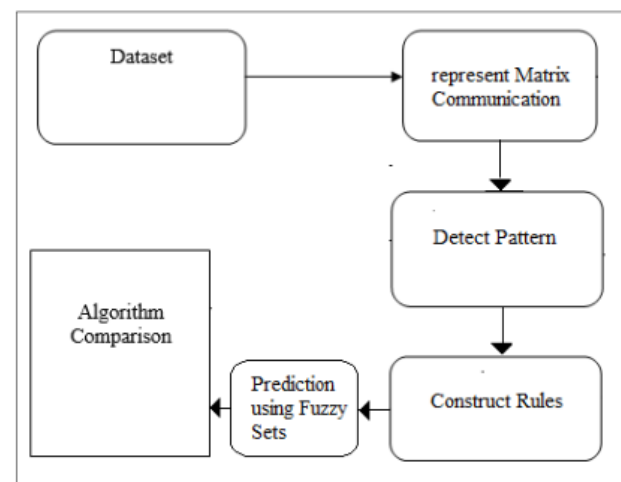 Dataset
represent Matrix
Communication
Detect Pattern
Construct Rules
Prediction
using Fuzzy
Sets
Algorithm
Comparison